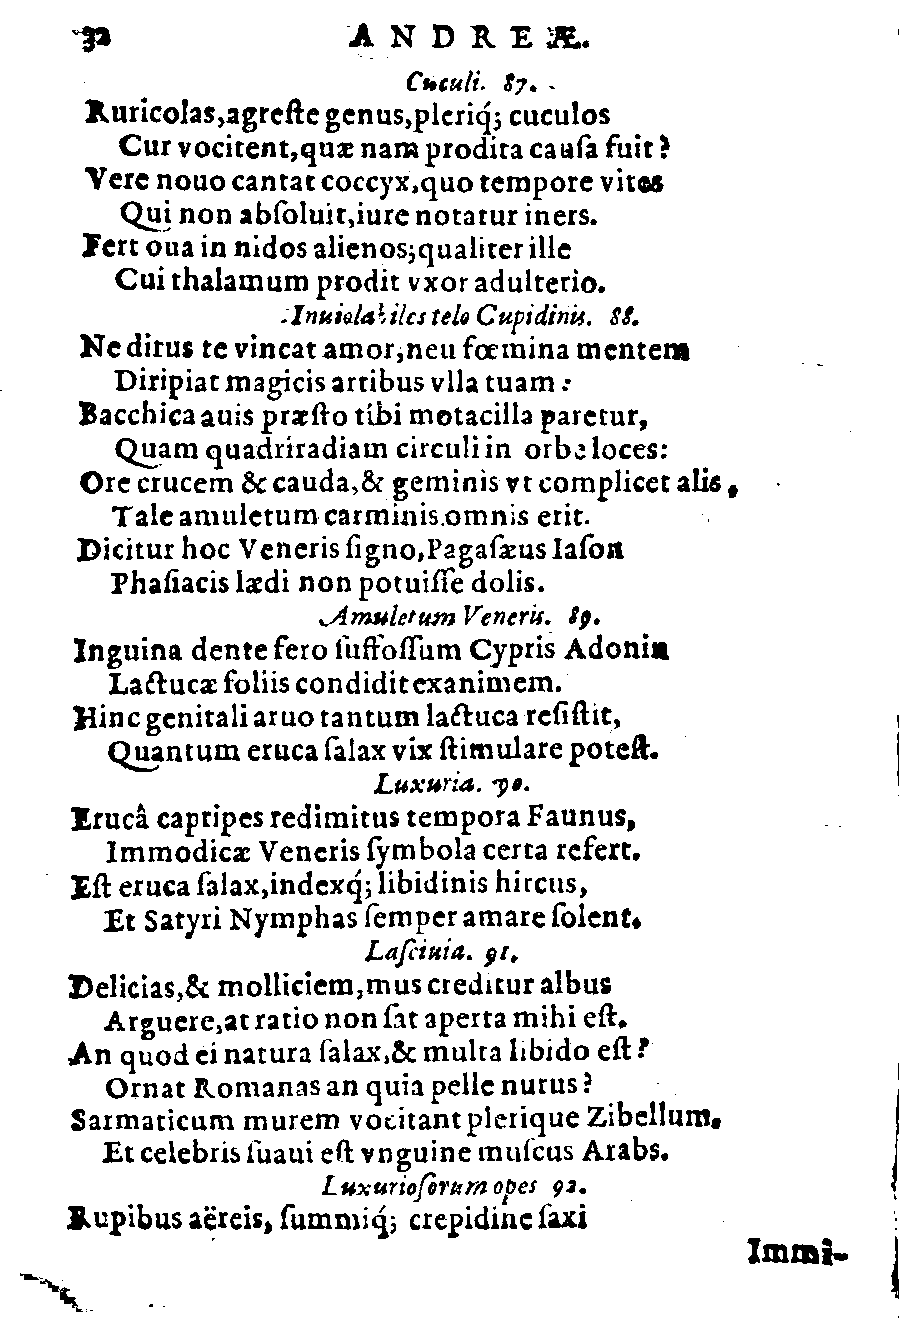 32 ANDREÆ.
Cuculi. 87.
Ruricolas,agreſte genus,pleriq́; cuculos
Cur vocitent,quæ nam prodita cauſa fuit?
Vere nouo cantat coccyx,quo tempore vites
Qui non abſoluit,iure notatur iners.
Fert oua in nidos alienos;qualiter ille
Cui thalamum prodit vxor adulterio.
Inuiolabiles telo Cupidinis. 88.
Ne dirus te vincat amor,neu fœmina mentem
Diripiat magicis artibus vlla tuam:
Bacchica auis præſto tibi motacilla paretur,
Quam quadriradiam circuli in orbe loces:
Ore crucem & cauda,& geminis vt complicet alis,
Tale amuletum carminis omnis erit.
Dicitur hoc Veneris ſigno,Pagaſæus Iaſon
Phaſiacis lædi non potuiſſe dolis.
Amuletum Veneris. 89.
Inguina dente fero ſuffoſſum Cypris Adonin
Lactucæ foliis condidit exanimem.
Hinc genitali aruo tantum lactuca reſiſtit,
Quantum eruca ſalax vix ſtimulare poteſt.
Luxuria. 90.
Erucâ capripes redimitus tempora Faunus,
Immodicæ Veneris ſymbola certa refert.
Eſt eruca ſalax,indexq́; libidinis hircus,
Et Satyri Nymphas ſemper amare ſolent.
Laſciuia. 91.
Delicias,& molliciem,mus creditur albus
Arguere,at ratio non ſat aperta mihi eſt.
An quod ei natura ſalax,& multa libido eſt?
Ornat Romanas an quia pelle nurus?
Sarmaticum murem vocitant plerique Zibellum,
Et celebris ſuaui eſt vnguine muſcus Arabs.
Luxurioſorum opes 92.
Rupibus aëreis, ſummiq́; crepidine ſaxi
Immi-